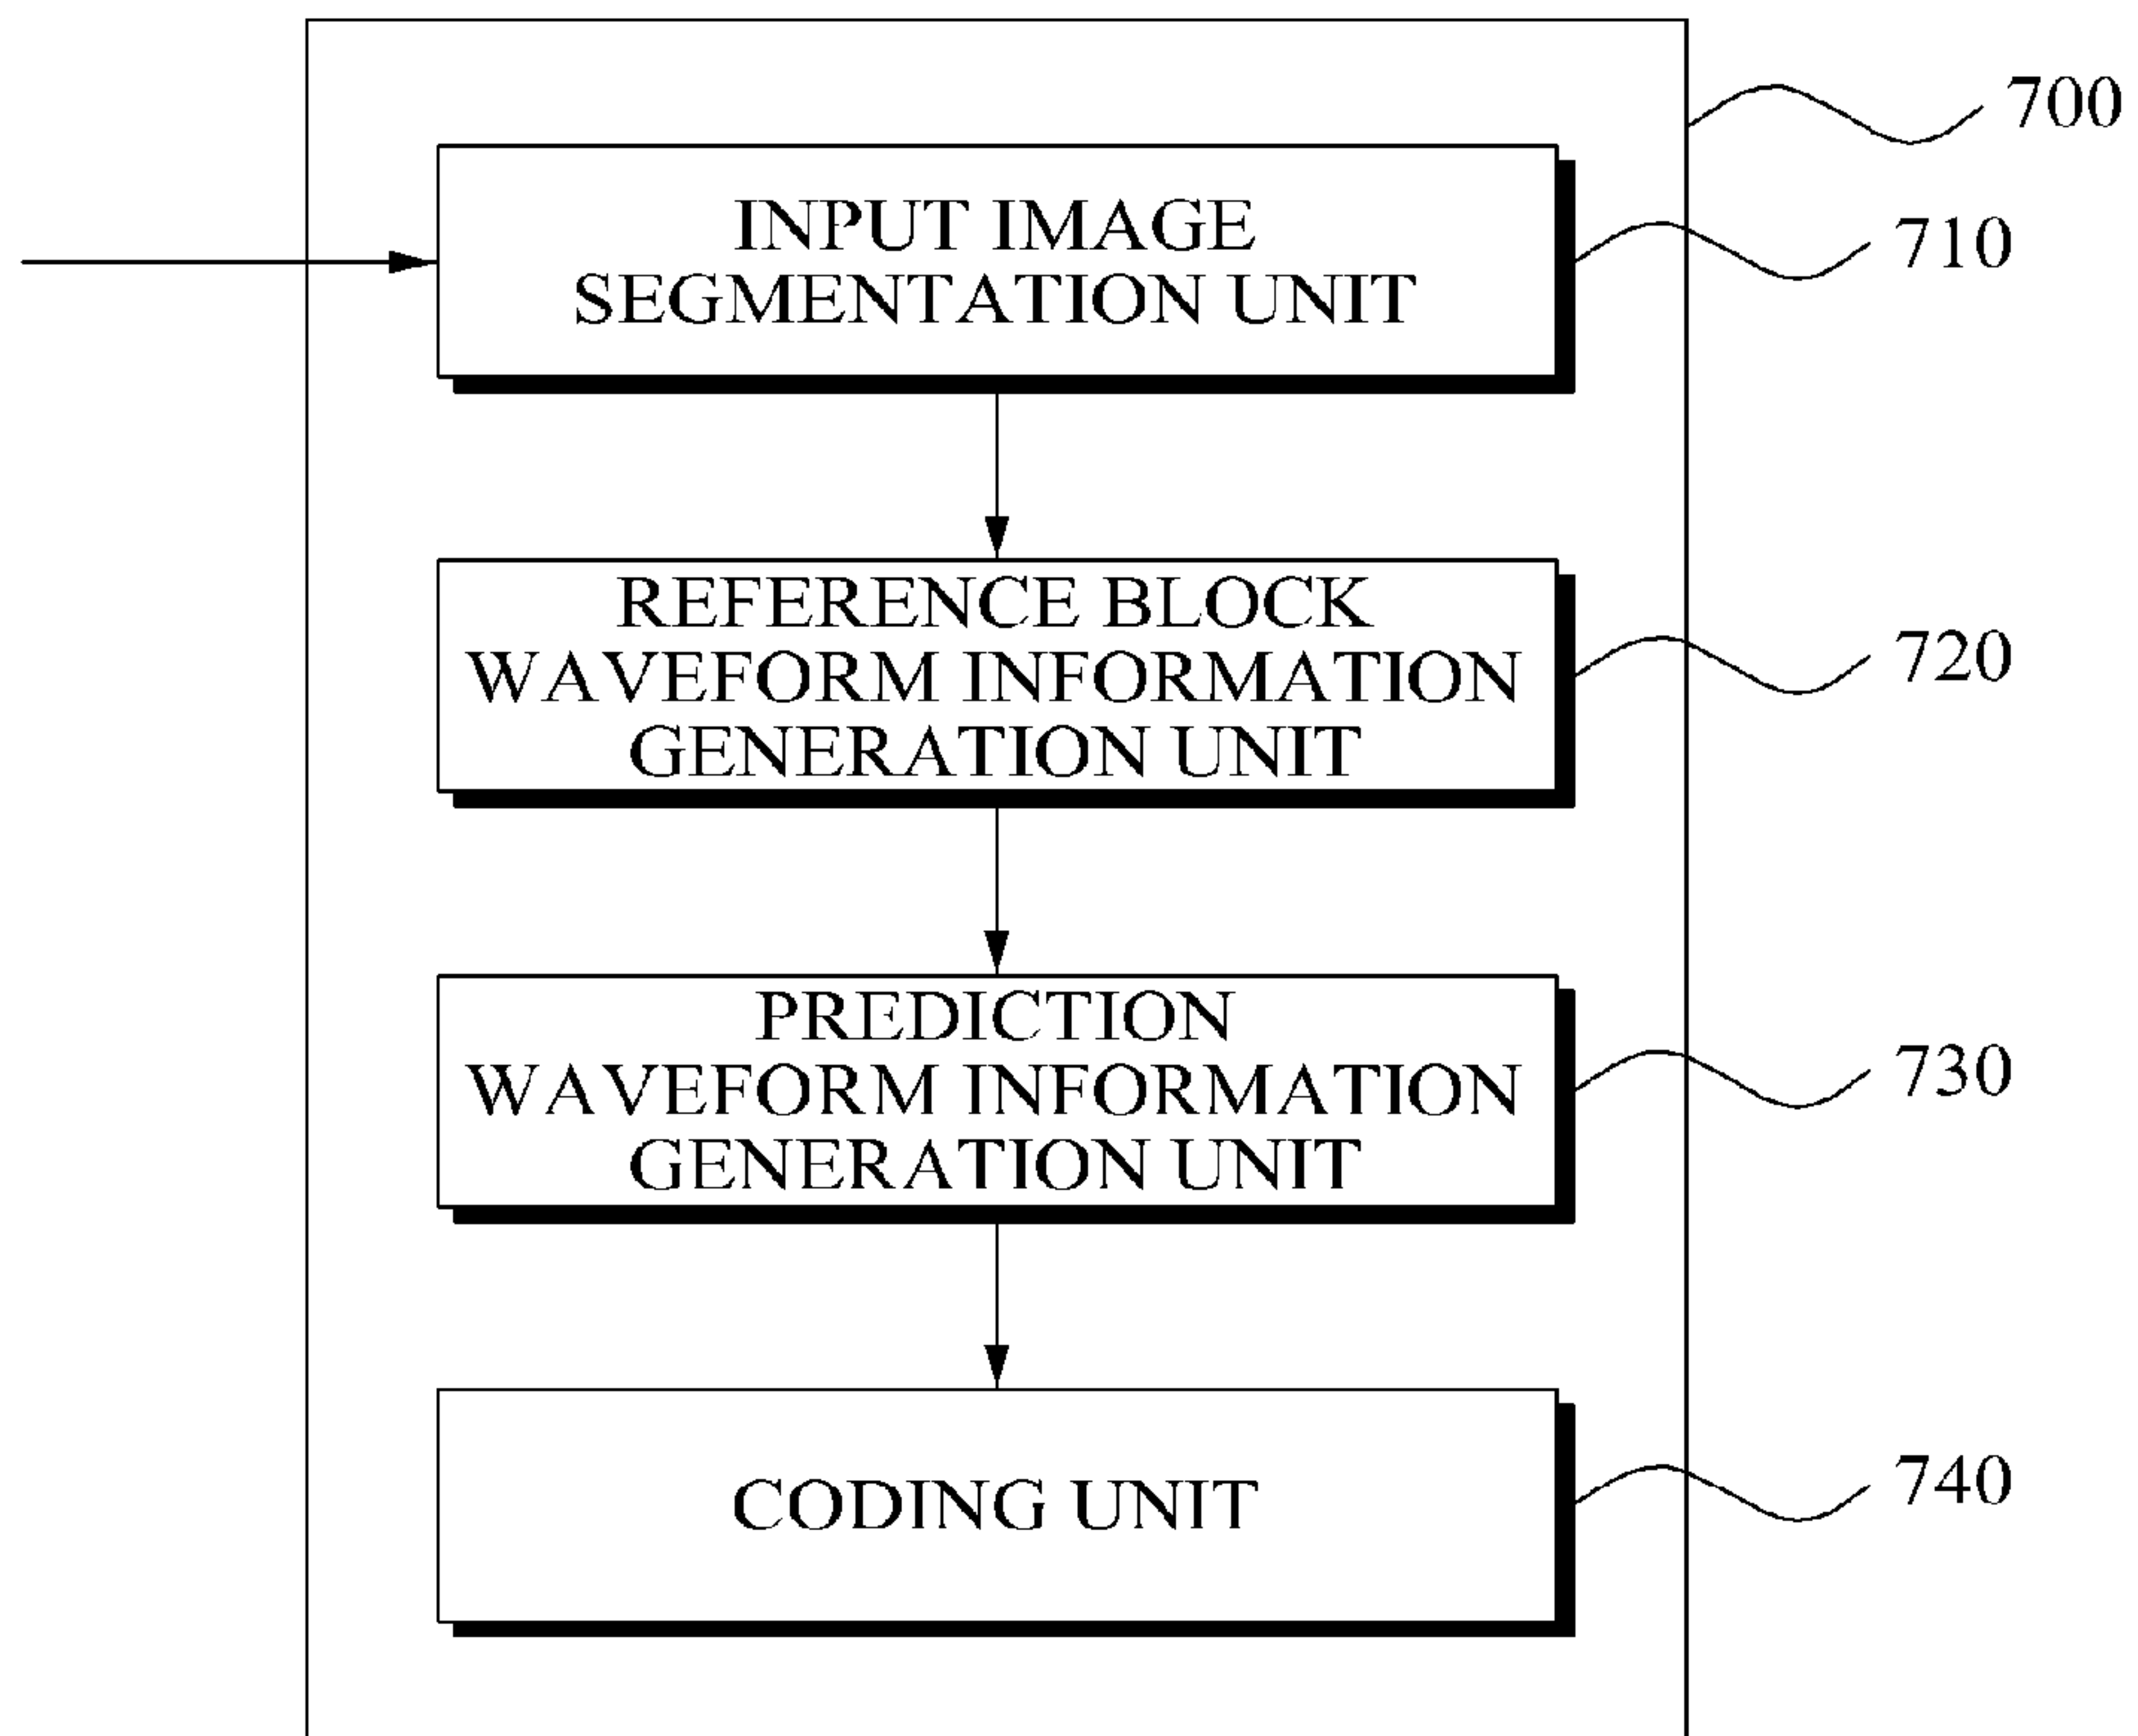 700
INPUT IMAGE
SEGMENTATION UNIT
710
REFERENCE BLOCK
WAVEFORM INFORMATION
GENERATION UNIT
720
PREDICTION
WAVEFORM INFORMATION
GENERATION UNIT
730
CODING UNIT
740